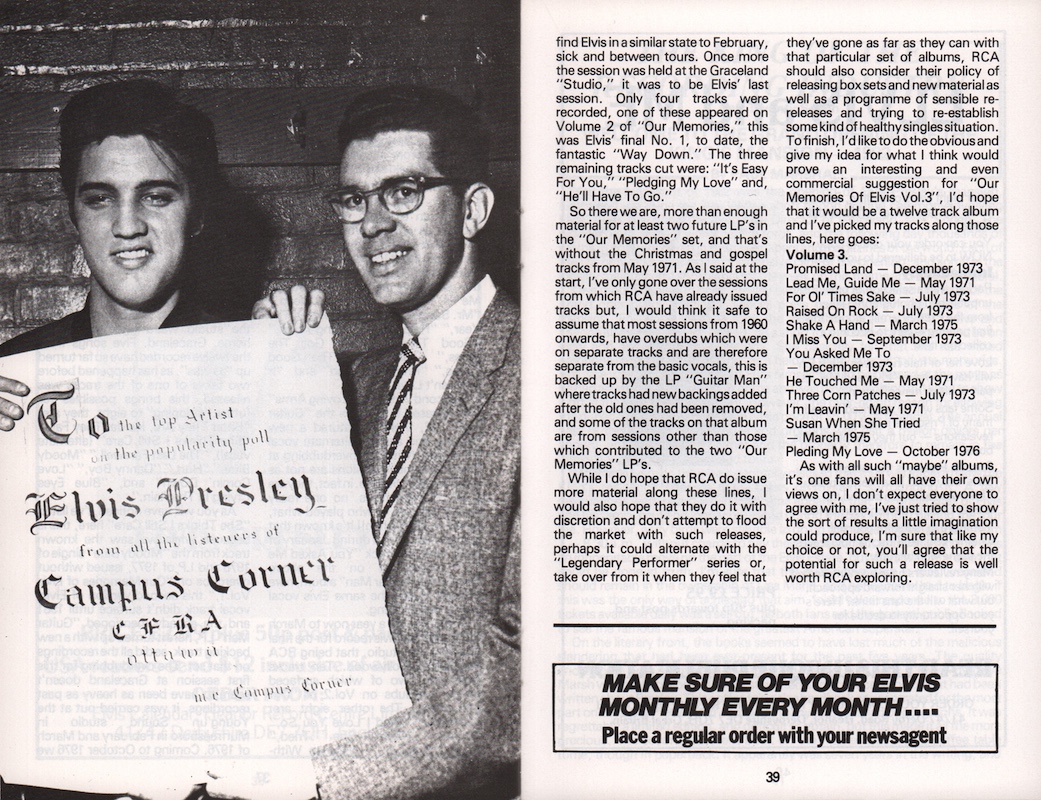 To the top Artist
on the popularity poll
Elvis Presley
from all the listeners of
Campus Corner
CFRA
ottawa
find Elvis in a similar state to February,
sick and between tours. Once more
the session was held at the Graceland
“Studio,” it was to be Elvis’ last
session. Only four tracks were
recorded, one of these appeared on
Volume 2 of “Our Memories,” this
was Elvis’ final No. 1, to date, the
fantastic “Way Down.” The three
remaining tracks cut were: “It’s Easy
For You,” “Pledging My Love” and,
“He’ll Have To Go.”
So there we are, more than enough
material for at least two future LP’s in
the “Our Memories” set, and that’s
without the Christmas and gospel
tracks from May 1971. As I said at the
start, I’ve only gone over the sessions
from which RCA have already issued
tracks but, I would think it safe to
assume that most sessions from 1960
onwards, have overdubs which were
on separate tracks and are therefore
separate from the basic vocals, this is
backed up by the LP “Guitar Man”
where tracks had new backings added
after the old ones had been removed,
and some of the tracks on that album
are from sessions other than those
which contributed to the two “Our
Memories” LP’s.
While I do hope that RCA do issue
more material along these lines, I
would also hope that they do it with
discretion and don’t attempt to flood
the market with such releases,
perhaps it could alternate with the
“Legendary Performer” series or,
take over from it when they feel that
they’ve gone as far as they can with
that particular set of albums, RCA
should also consider their policy of
releasing box sets and new material as
well as a programme of sensible re-
releases and trying to re-establish
some kind of healthy singles situation.
To finish, I’d like to do the obvious and
give my idea for what I think would
prove an interesting and even
commercial suggestion for “Our
Memories Of Elvis Vol.3”, I’d hope
that it would be a twelve track album
and I’ve picked my tracks along those
lines, here goes:
Volume 3.
Promised Land — December 1973
Lead Me, Guide Me — May 1971
For Ol’ Times Sake — July 1973
Raised On Rock — July 1973
Shake A Hand — March 1975
I Miss You — September 1973
You Asked Me To
— December 1973
He Touched Me — May 1971
Three Corn Patches — July 1973
I’m Leavin’ — May 1971
Susan When She Tried
— March 1975
Pleding My Love — October 1976
As with all such “maybe” albums,
it’s one fans will all have their own
views on, I don’t expect everyone to
agree with me, I’ve just tried to show
the sort of results a little imagination
could produce, I’m sure that like my
choice or not, you’ll agree that the
potential for such a release is well
worth RCA exploring.
MAKE SURE OF YOUR ELVIS
MONTHLY EVERY MONTH ....
Place a regular order with your newsagent
39